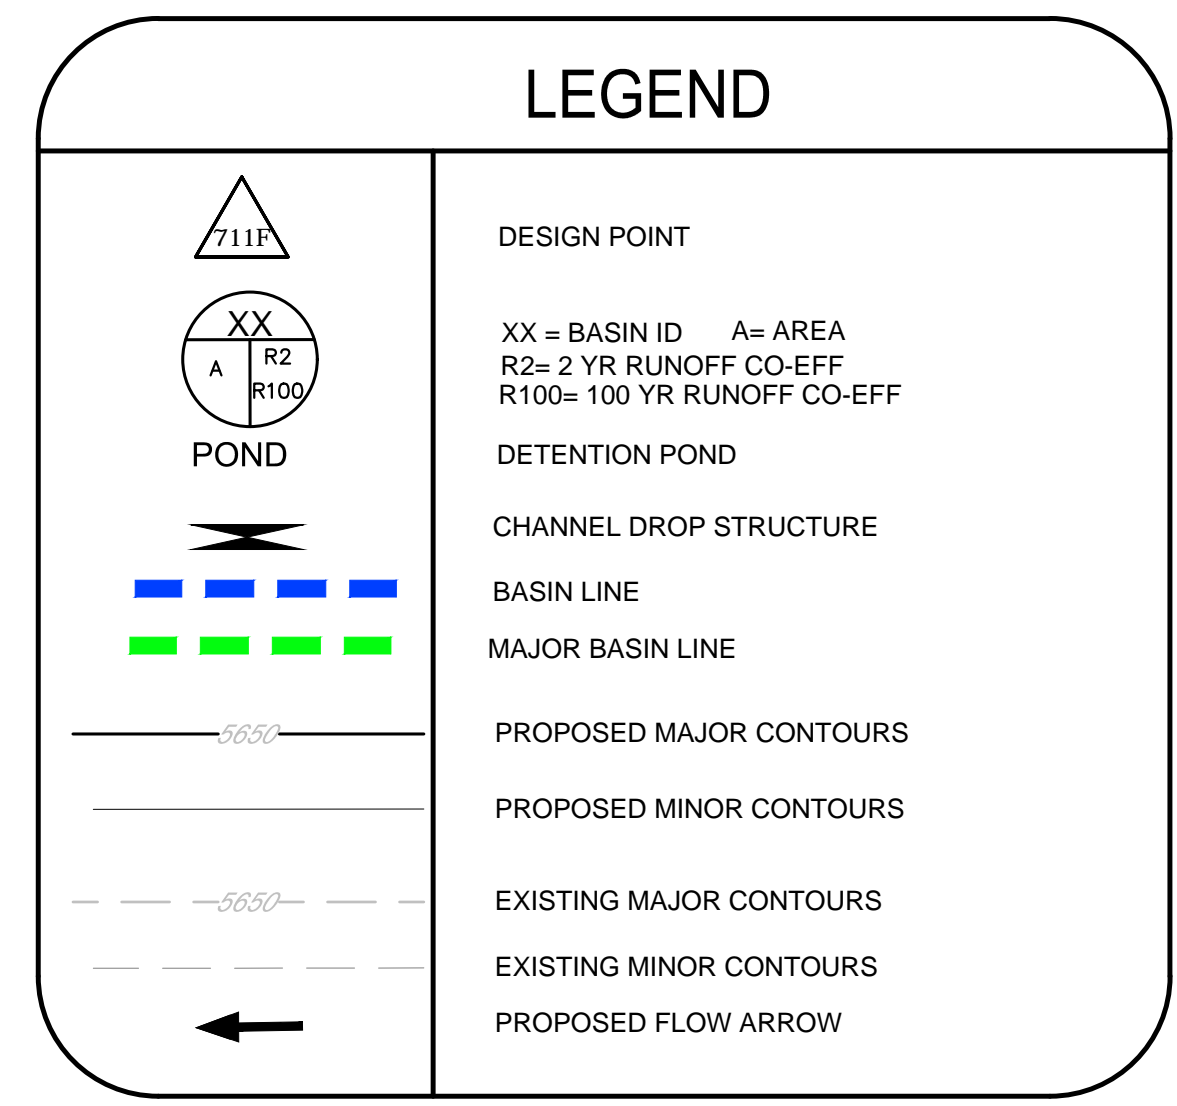 LEGEND
711F
DESIGN POINT
XX
A
R2
R100
XX = BASIN ID A= AREA
R2= 2 YR RUNOFF CO-EFF
R100= 100 YR RUNOFF CO-EFF
POND
DETENTION POND
CHANNEL DROP STRUCTURE
BASIN LINE
MAJOR BASIN LINE
5650
PROPOSED MAJOR CONTOURS
PROPOSED MINOR CONTOURS
5650
EXISTING MAJOR CONTOURS
EXISTING MINOR CONTOURS
PROPOSED FLOW ARROW